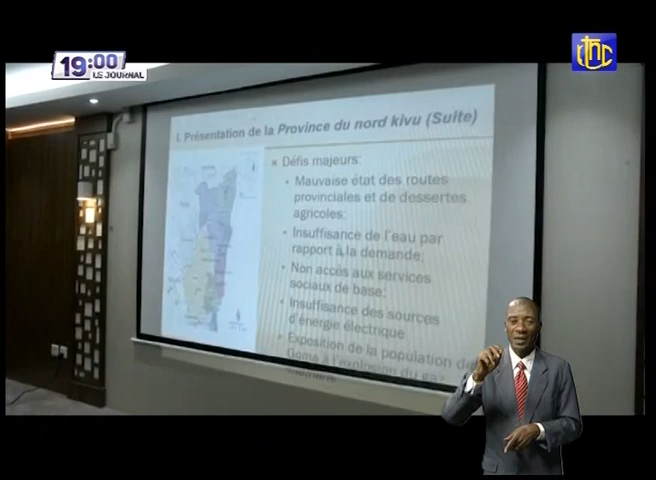 19:00
LE JOURNAL
I. Présentation de la Province du nord kivu (Suite)
Défis majeurs:
Mauvaise état des routes
provinciales et de dessertes
agricoles;
Insuffisance de l'eau par
rapport à la demande;
Non accès aux services
sociaux de base;
Insuffisance des sources
d'énergie électrique
Exposition de la population de
Goma à l'explosion du gaz